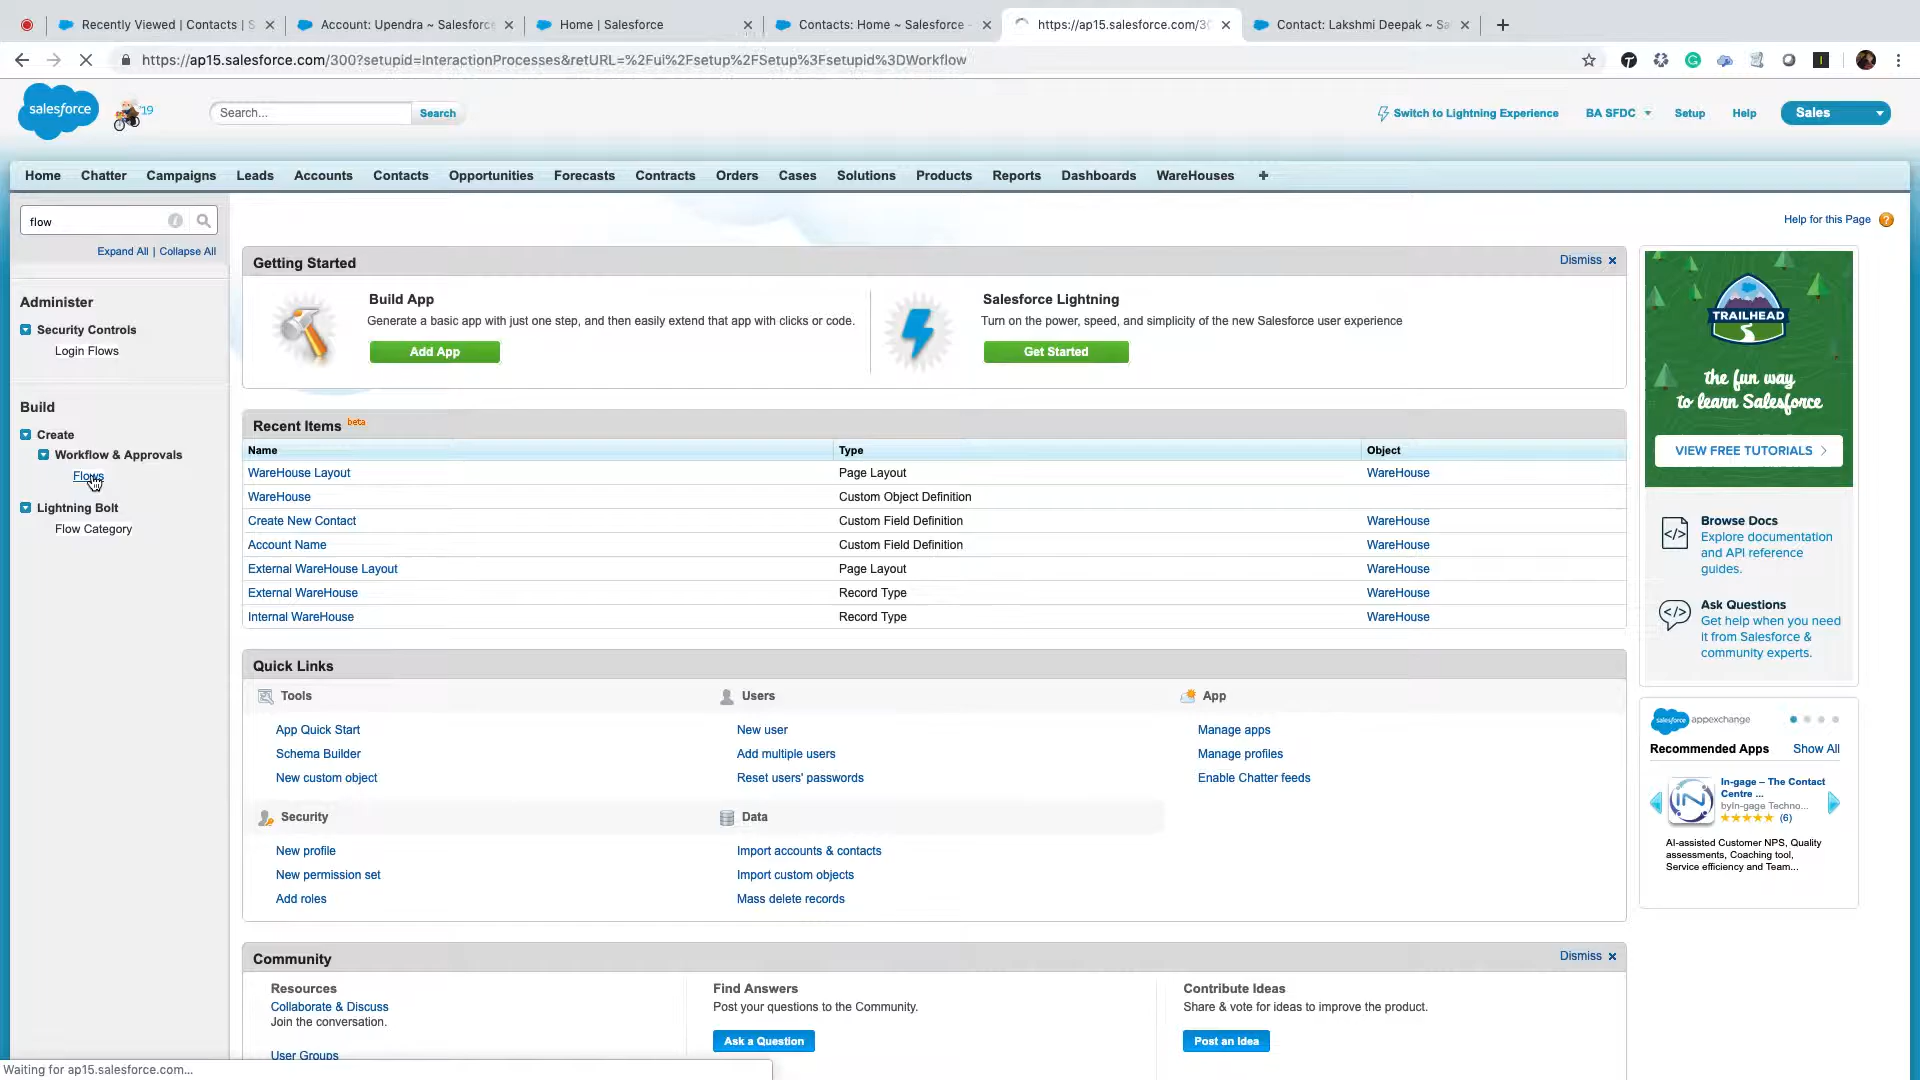 Recently Viewed | Contacts | S
Account: Upendra ~ Salesforce
Home | Salesforce
Contacts: Home ~ Salesforce -
https://ap15.salesforce.com/30
Contact: Lakshmi Deepak ~ Sa
https://ap15.salesforce.com/300?setupid=InteractionProcesses&retURL=%2Fui%2Fsetup%2FSetup%3Fsetupid%3DWorkflow
salesforce
'19
Search...
Search
Switch to Lightning Experience
BA SFDC
Setup
Help
Sales
Home
Chatter
Campaigns
Leads
Accounts
Contacts
Opportunities
Forecasts
Contracts
Orders
Cases
Solutions
Products
Reports
Dashboards
WareHouses
+
flow
Expand All | Collapse All
Administer
Security Controls
Login Flows
Build
Create
Workflow & Approvals
Flows
Lightning Bolt
Flow Category
Help for this Page
Getting Started
Dismiss
Build App
Generate a basic app with just one step, and then easily extend that app with clicks or code.
Add App
Salesforce Lightning
Turn on the power, speed, and simplicity of the new Salesforce user experience
Get Started
Recent Items beta
Name
Type
Object
WareHouse Layout
Page Layout
WareHouse
WareHouse
Custom Object Definition
Create New Contact
Custom Field Definition
WareHouse
Account Name
Custom Field Definition
WareHouse
External WareHouse Layout
Page Layout
WareHouse
External WareHouse
Record Type
WareHouse
Internal WareHouse
Record Type
WareHouse
Quick Links
Tools
App Quick Start
Schema Builder
New custom object
Users
New user
Add multiple users
Reset users' passwords
App
Manage apps
Manage profiles
Enable Chatter feeds
Security
New profile
New permission set
Add roles
Data
Import accounts & contacts
Import custom objects
Mass delete records
Community
Dismiss
Resources
Collaborate & Discuss
Join the conversation.
User Groups
Find Answers
Post your questions to the Community.
Ask a Question
Contribute Ideas
Share & vote for ideas to improve the product.
Post an Idea
TRAILHEAD
the fun way
to learn Salesforce
VIEW FREE TUTORIALS
Browse Docs
Explore documentation
and API reference
guides.
Ask Questions
Get help when you need
it from Salesforce &
community experts.
salesforce appexchange
Recommended Apps
Show All
IN
In-gage – The Contact
Centre ...
byIn-gage Techno...
(6)
AI-assisted Customer NPS, Quality
assessments, Coaching tool,
Service efficiency and Team...
Waiting for ap15.salesforce.com...